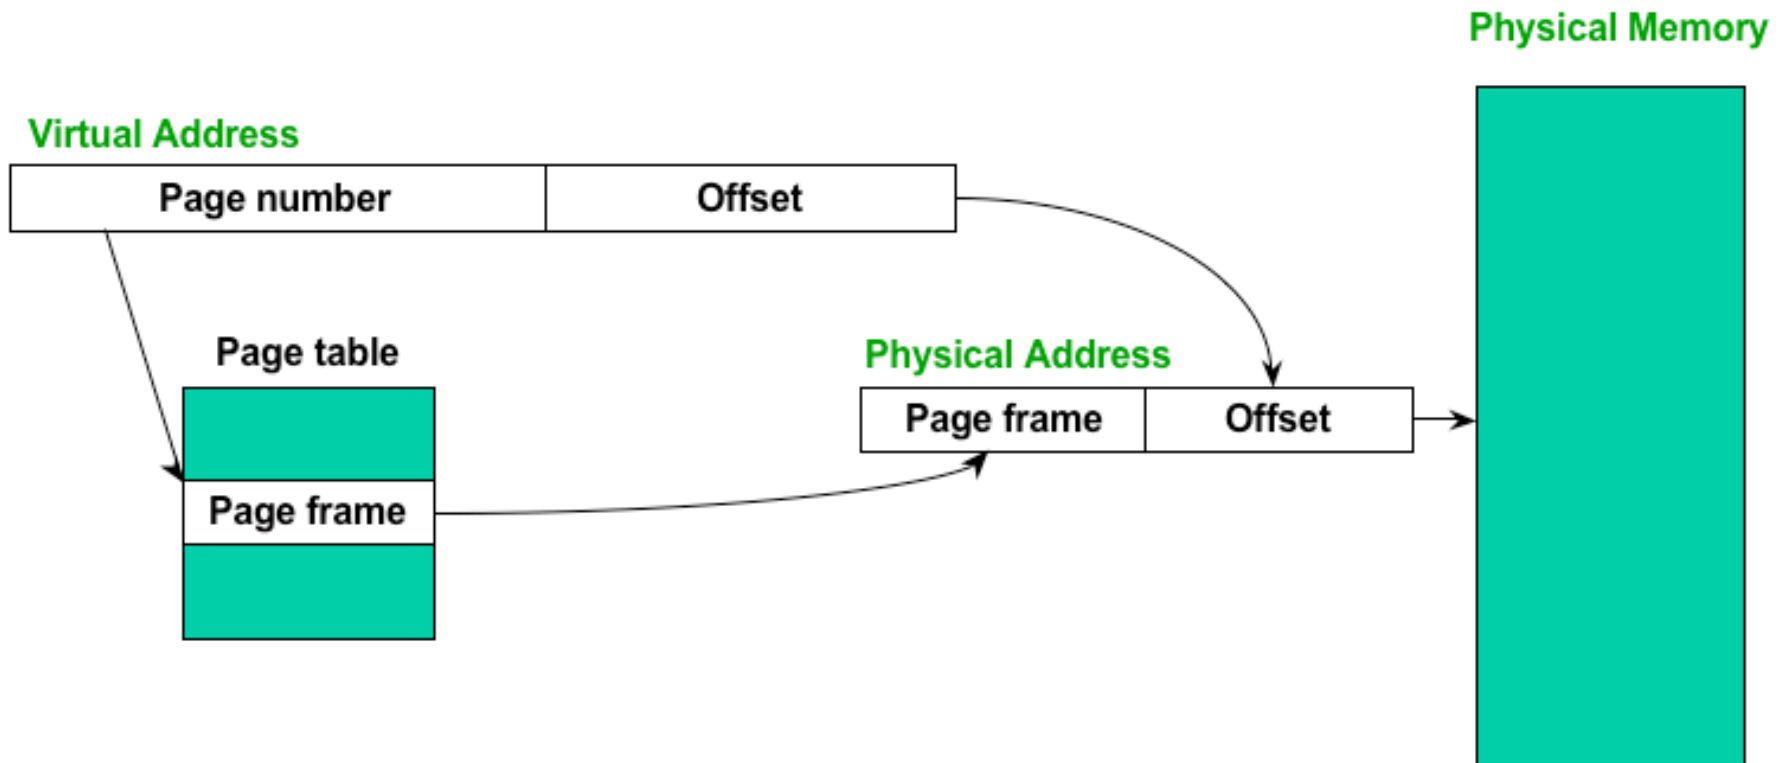 Physical Memory
Virtual Address
Page number
Offset
Page table
Physical Address
Page frame
Offset
Page frame